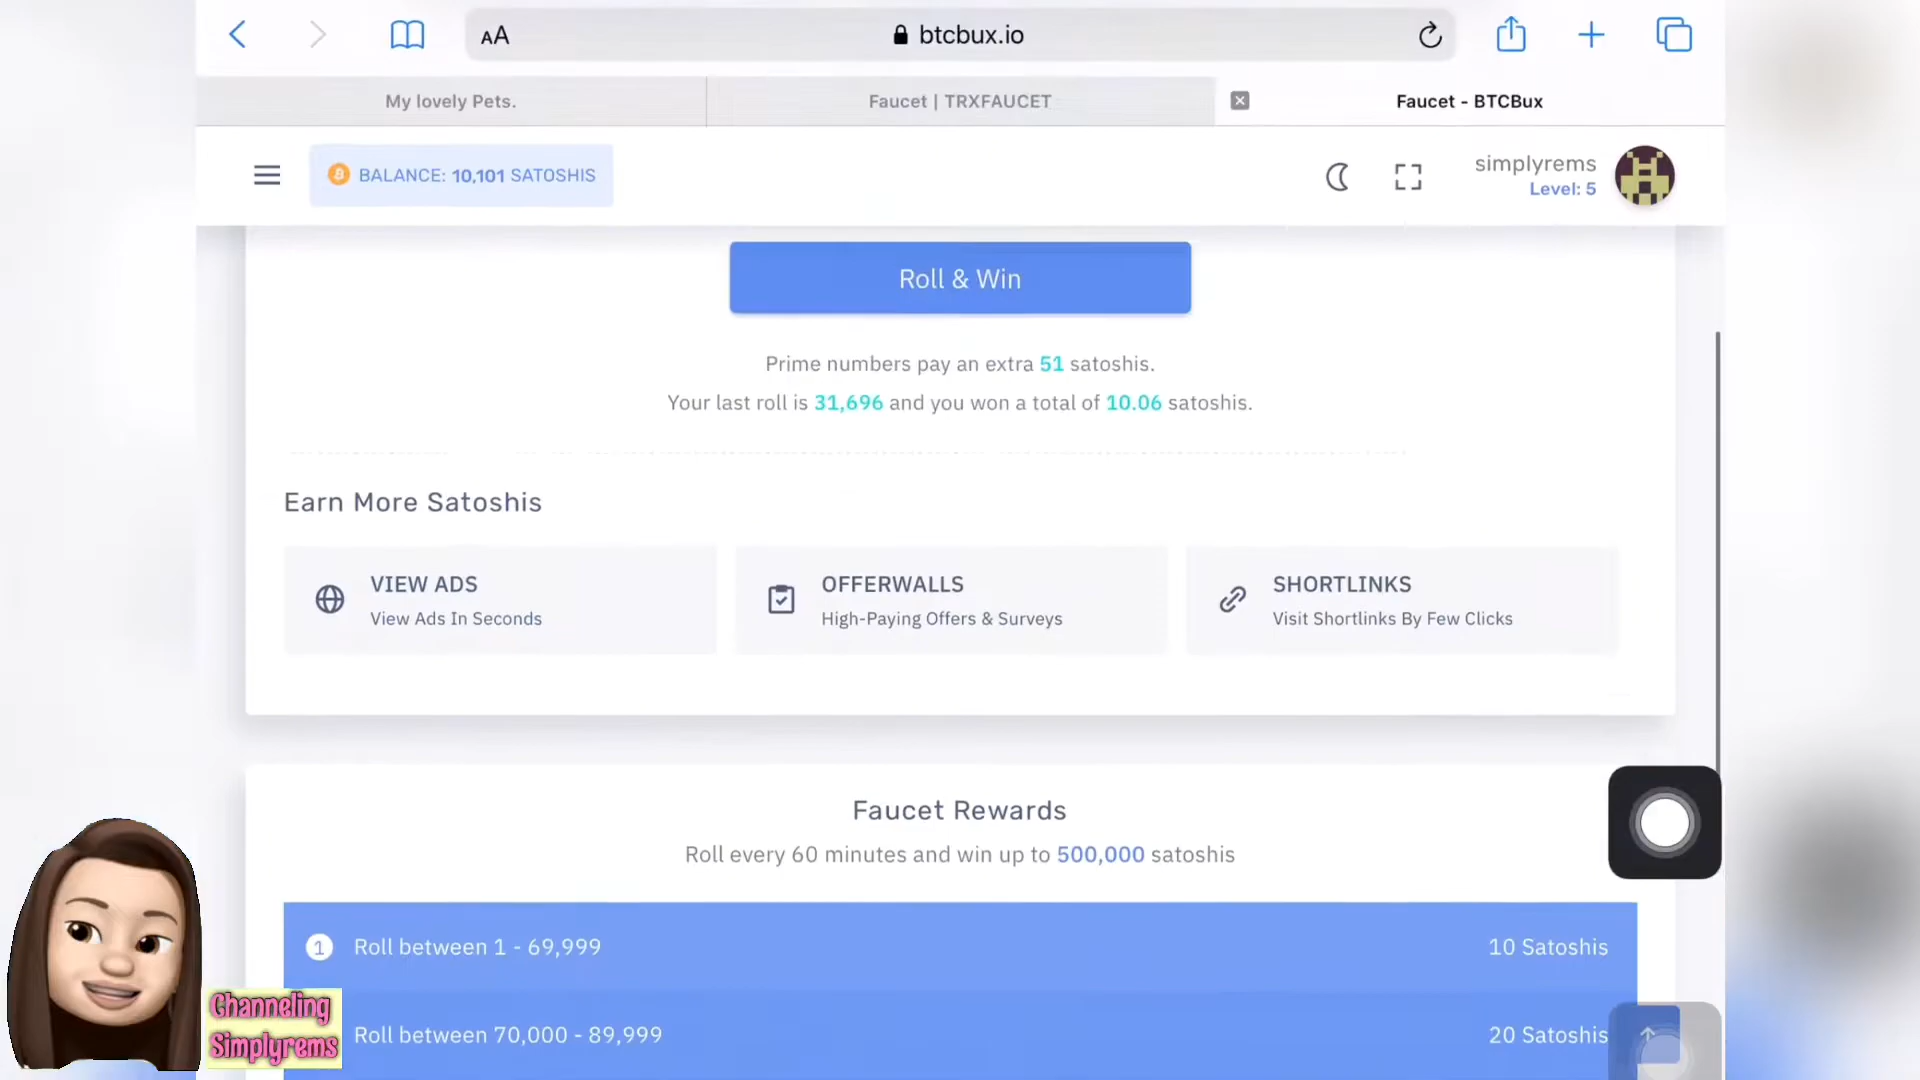 AA
btcbux.io
My lovely Pets.
Faucet | TRXFAUCET
Faucet - BTCBux
BALANCE: 10,101 SATOSHIS
simplyrems
Level: 5
Roll & Win
Prime numbers pay an extra 51 satoshis.
Your last roll is 31,696 and you won a total of 10.06 satoshis.
Earn More Satoshis
VIEW ADS
View Ads In Seconds
OFFERWALLS
High-Paying Offers & Surveys
SHORTLINKS
Visit Shortlinks By Few Clicks
Faucet Rewards
Roll every 60 minutes and win up to 500,000 satoshis
1 Roll between 1 - 69,999 10 Satoshis
Roll between 70,000 - 89,999 20 Satoshis
Channeling
Simplyrems